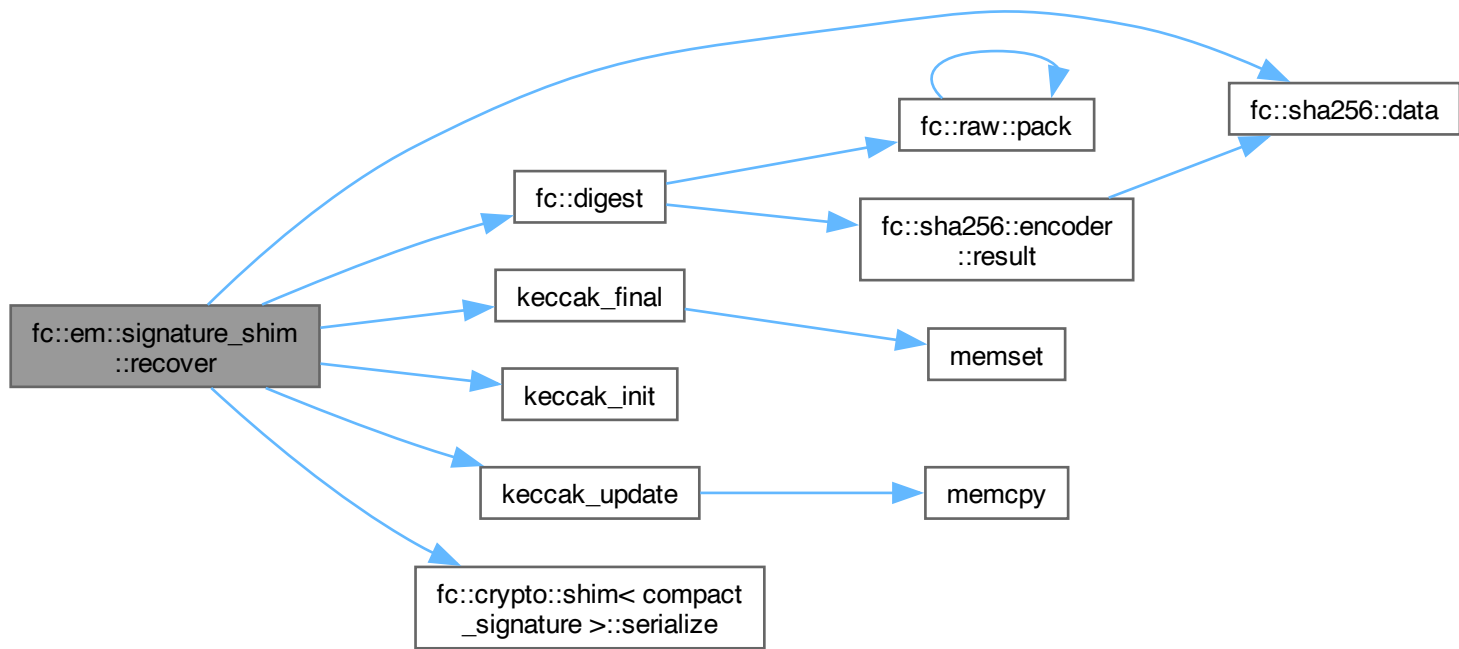 fc::em::signature_shim
::recover
fc::digest
keccak_final
keccak_init
keccak_update
fc::crypto::shim< compact
_signature >::serialize
fc::raw::pack
fc::sha256::encoder
::result
memset
memcpy
fc::sha256::data